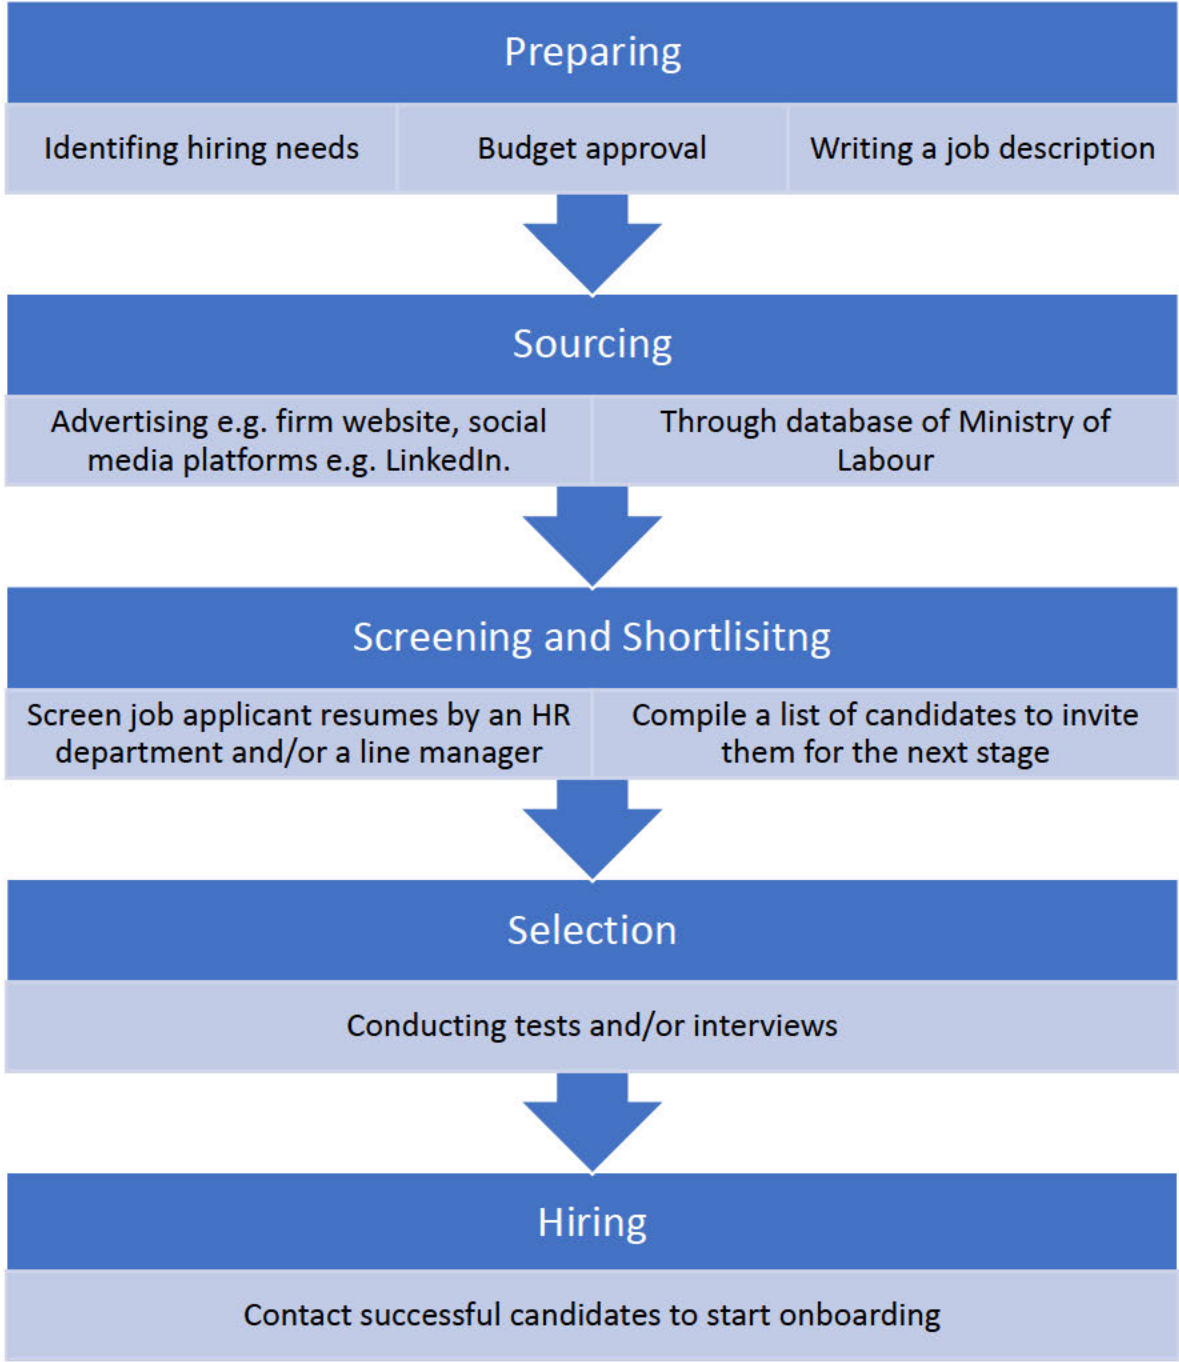 Preparing
Identifing hiring needs
Budget approval
Writing a job description
Sourcing
Advertising e.g. firm website, social
media platforms e.g. LinkedIn.
Through database of Ministry of
Labour
Screening and Shortlisitng
Screen job applicant resumes by an HR
department and/or a line manager
Compile a list of candidates to invite
them for the next stage
Selection
Conducting tests and/or interviews
Hiring
Contact successful candidates to start onboarding